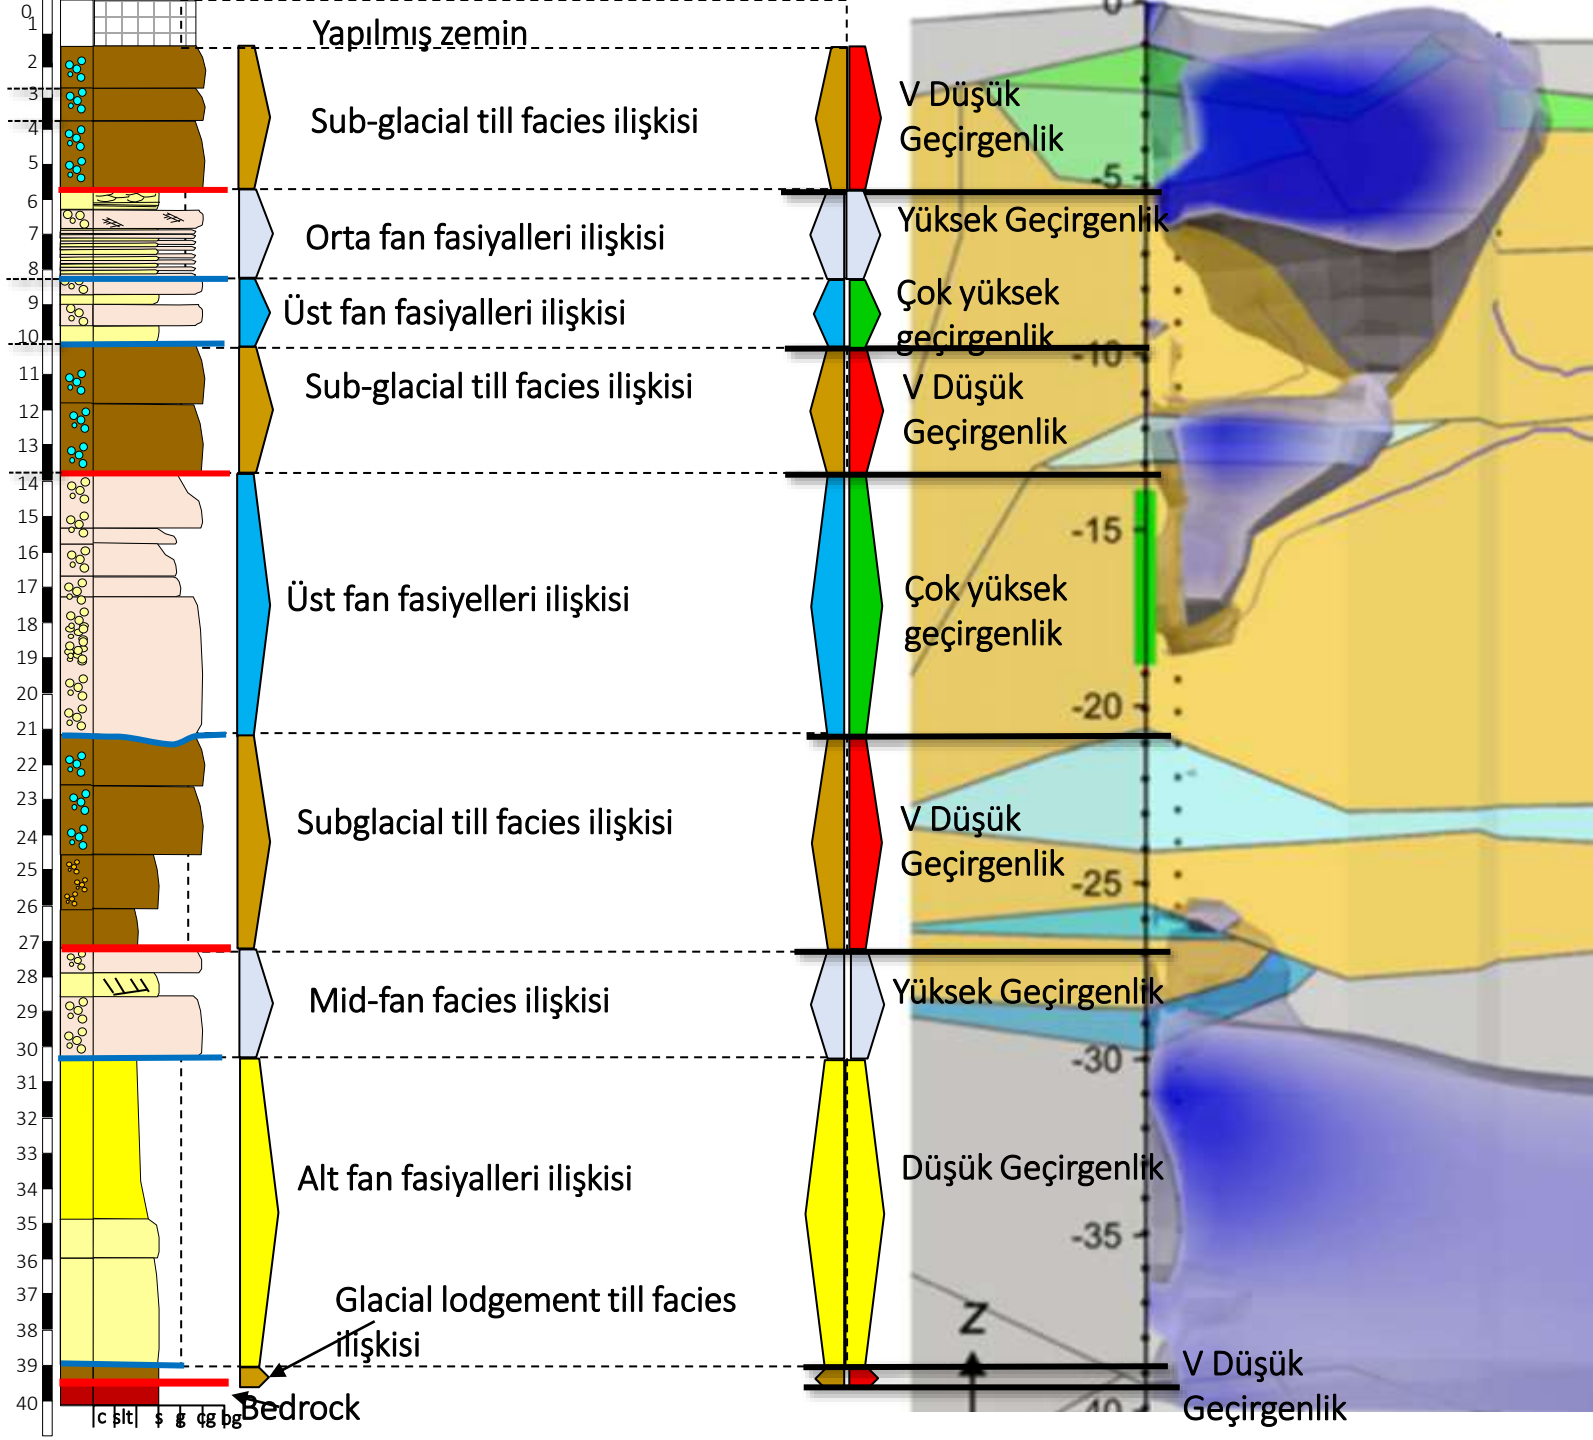 0
1
2
3
4
5
6
7
8
9
10
11
12
13
14
15
16
17
18
19
20
21
22
23
24
25
26
27
28
29
30
31
32
33
34
35
36
37
38
39
40
c slt s g cg bg
Yapılmış zemin
Sub-glacial till facies ilişkisi
Orta fan fasiyalleri ilişkisi
Üst fan fasiyalleri ilişkisi
Sub-glacial till facies ilişkisi
Üst fan fasiyelleri ilişkisi
Subglacial till facies ilişkisi
Mid-fan facies ilişkisi
Alt fan fasiyalleri ilişkisi
Glacial lodgement till facies
ilişkisi
Bedrock
V Düşük
Geçirgenlik
Yüksek Geçirgenlik
Çok yüksek
geçirgenlik
V Düşük
Geçirgenlik
Çok yüksek
geçirgenlik
V Düşük
Geçirgenlik
Yüksek Geçirgenlik
Düşük Geçirgenlik
V Düşük
Geçirgenlik
0
-5
-10
-15
-20
-25
-30
-35
-40
Z